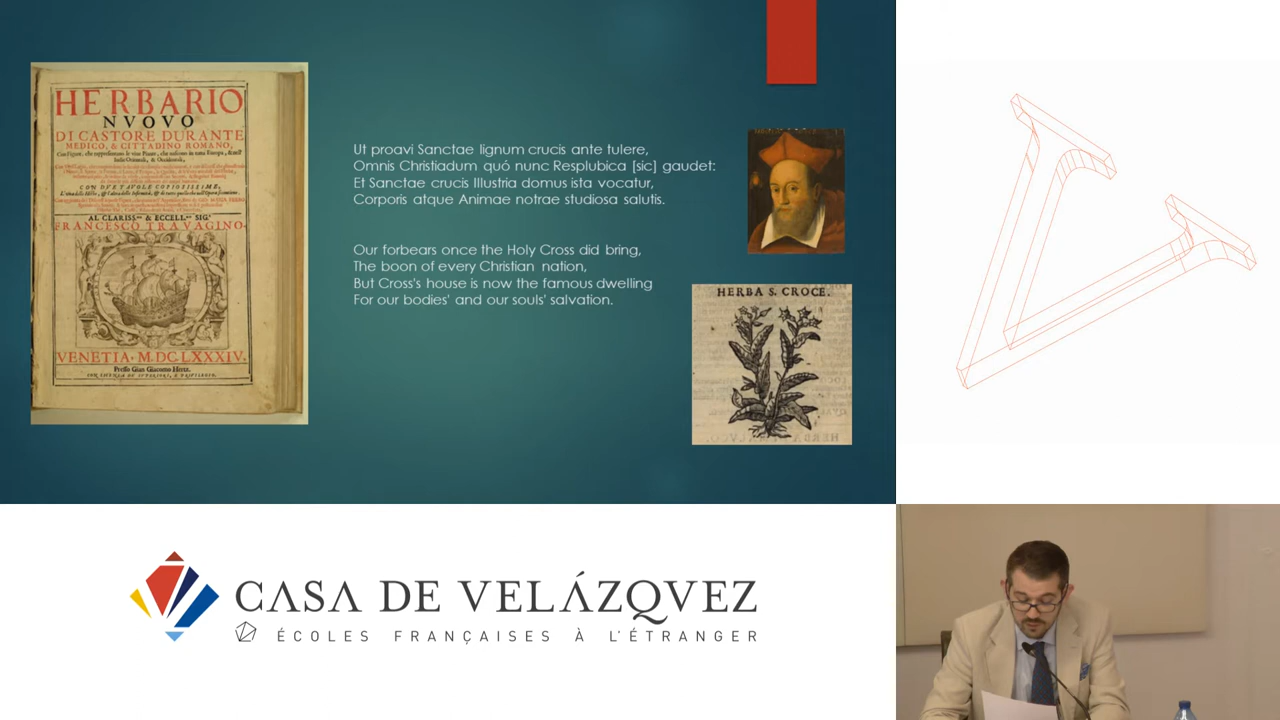 HERBARIO
NVOVO
DI CASTORE DURANTE
MEDICO, & CITTADINO ROMANO,
CON DVE TAVOLE COPIOSISSIME,
AL CLARISS.mo & ECCELL.mo SIG.r
FRANCESCO TRAVAGINO.
VENETIA. M.DC.LXXXIV.
Presso Gian Giacomo Hertz.
Ut proavi Sanctae lignum crucis ante tulere,
Omnis Christiadum quó nunc Resplubica [sic] gaudet:
Et Sanctae crucis Illustria domus ista vocatur,
Corporis atque Animae notrae studiosa salutis.
Our forbears once the Holy Cross did bring,
The boon of every Christian nation,
But Cross's house is now the famous dwelling
For our bodies' and our souls' salvation.
HERBA S. CROCE.
CASA DE VELÁZQVEZ
ÉCOLES FRANÇAISES À L'ÉTRANGER